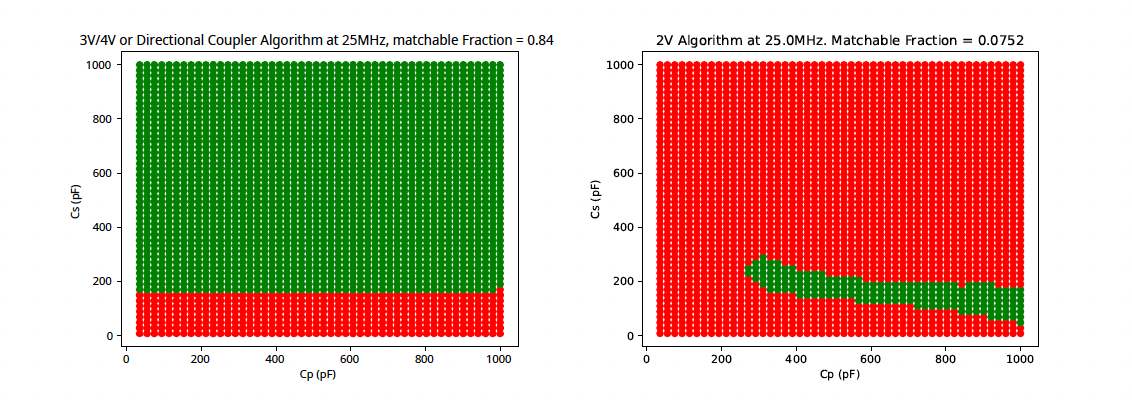 3V/4V or Directional Coupler Algorithm at 25MHz, matchable Fraction = 0.84
1000
800
600
400
200
0
Cs (pF)
0 200 400 600 800 1000
Cp (pF)
2V Algorithm at 25.0MHz. Matchable Fraction = 0.0752
1000
800
600
400
200
0
Cs (pF)
0 200 400 600 800 1000
Cp (pF)